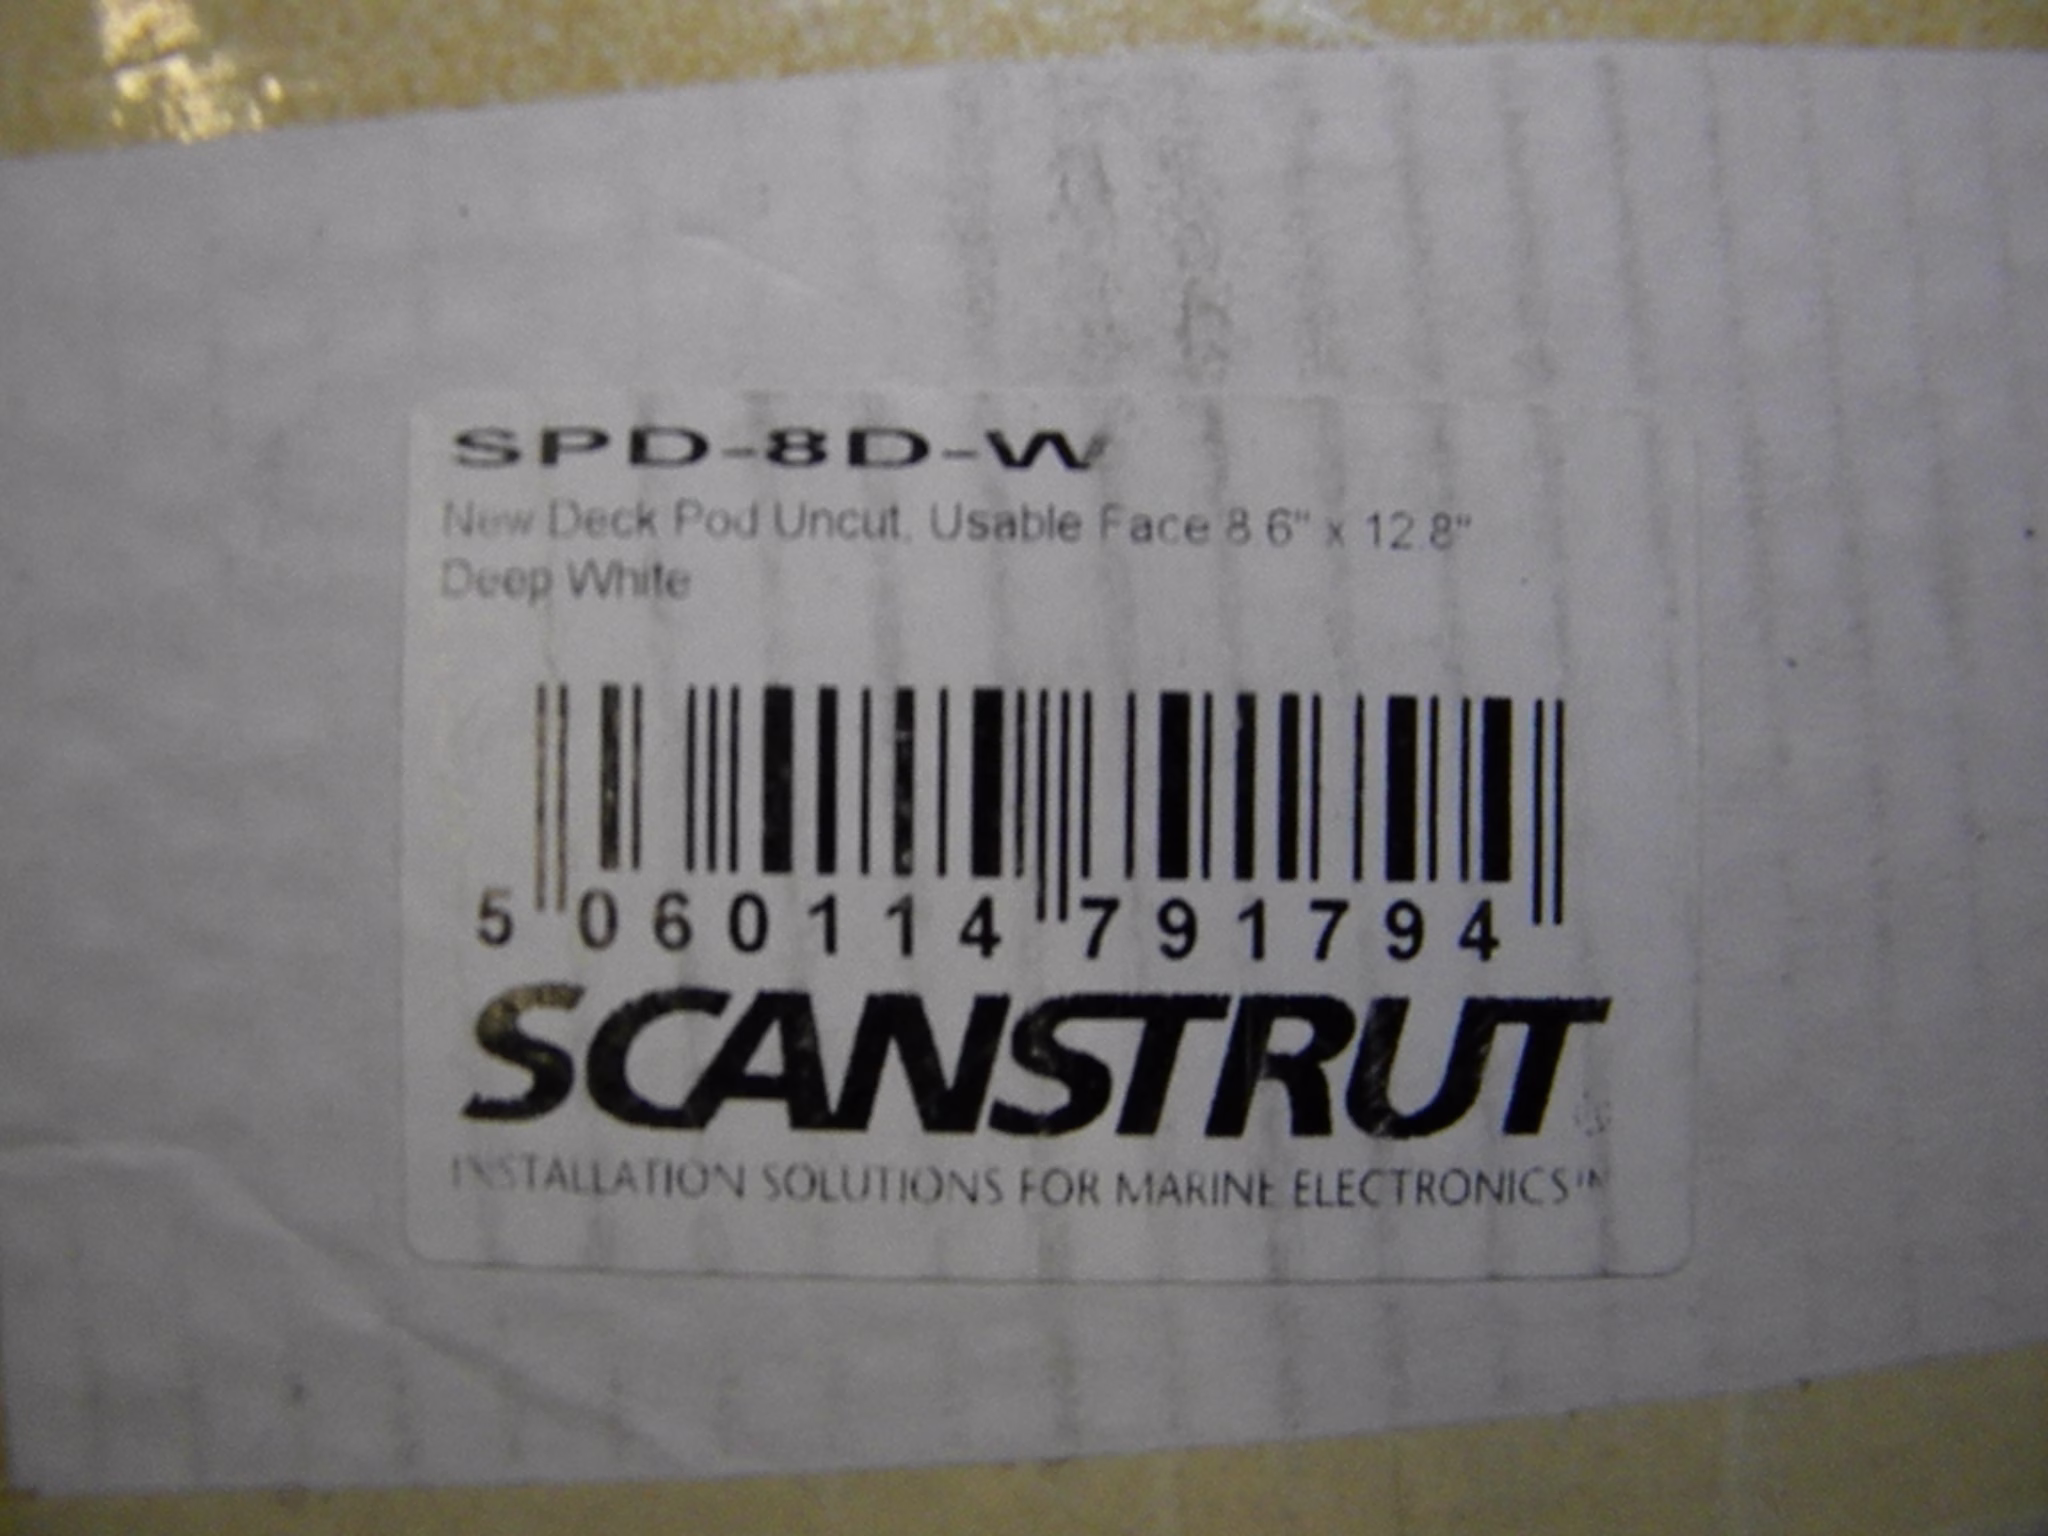 SPD-8D-W
New Deck Pod Uncut, Usable Face 8.6" x 12.8"
Deep White
5 060114 791794
SCANSTRUT®
INSTALLATION SOLUTIONS FOR MARINE ELECTRONICS™